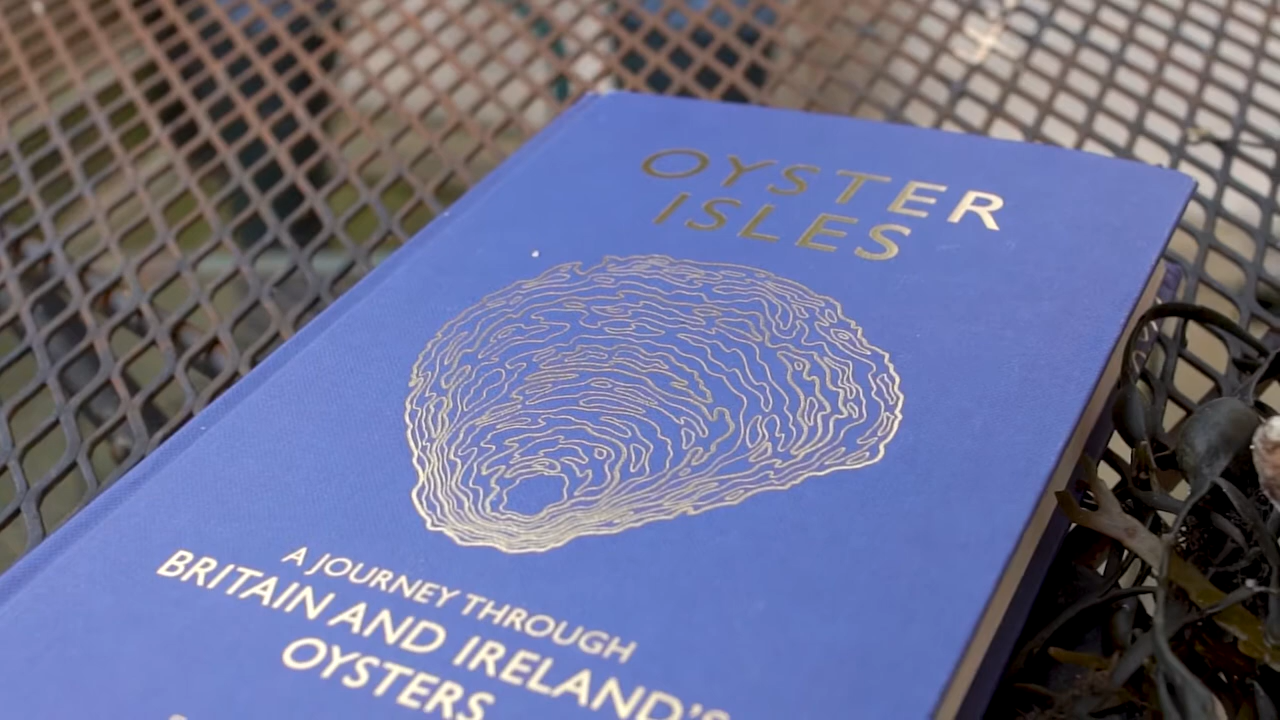 OYSTER
ISLES
A JOURNEY THROUGH
BRITAIN AND IRELAND'S
OYSTERS